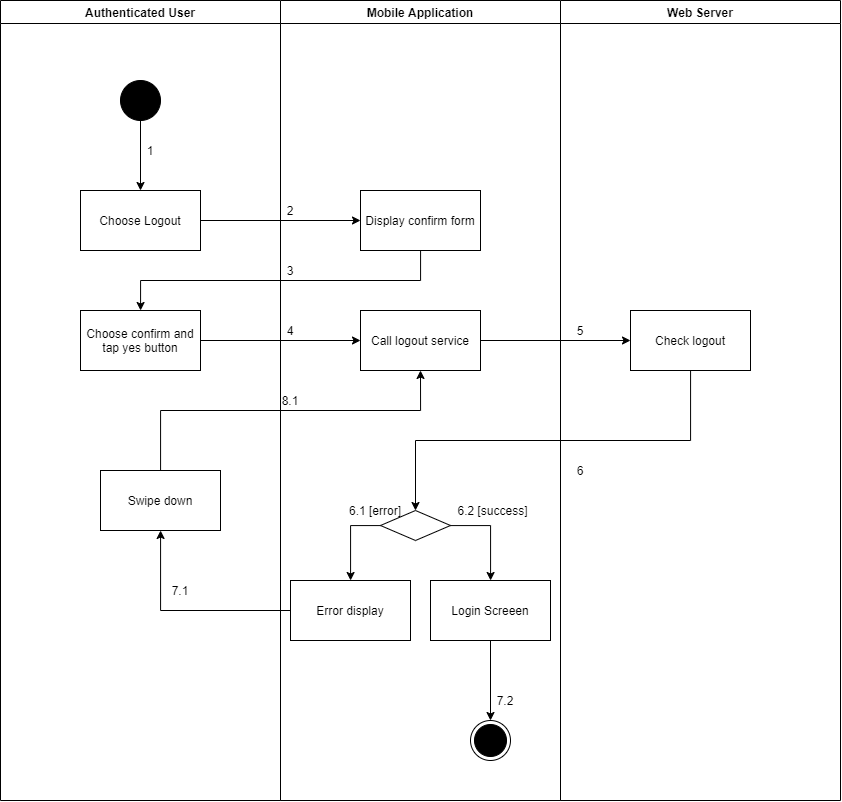 Authenticated User
Mobile Application
Web Server
1
Choose Logout
2
Display confirm form
3
Choose confirm and
tap yes button
4
Call logout service
5
Check logout
8.1
6
Swipe down
6.1 [error]
6.2 [success]
7.1
Error display
Login Screeen
7.2